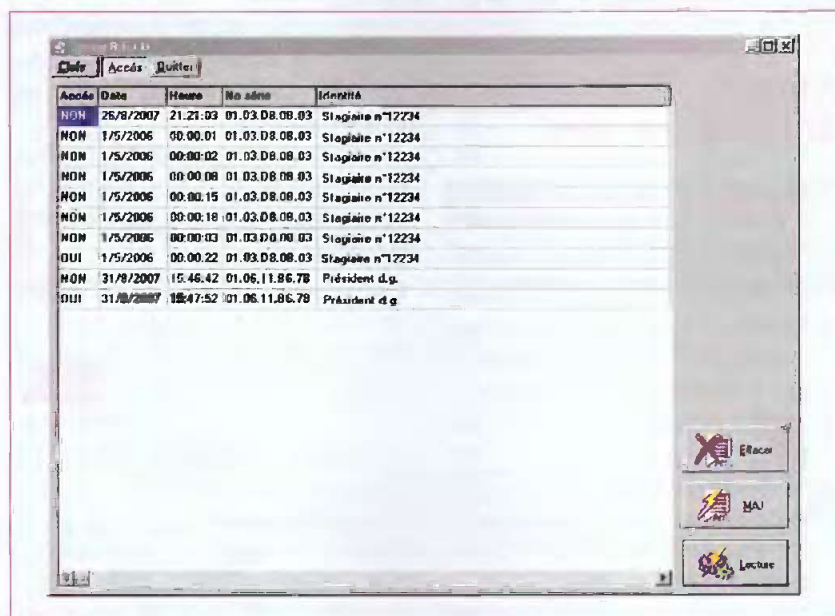 R F I D
Clefs Accès Quitter
Accès Date Heure No série Identité
NON 26/8/2007 21:21:03 01.03.D8.08.03 Stagiaire n°12234
NON 1/5/2006 00:00:01 01.03.D8.08.03 Stagiaire n°12234
NON 1/5/2006 00:00:02 01.03.D8.08.03 Stagiaire n°12234
NON 1/5/2006 00:00:08 01.03.D8.08.03 Stagiaire n°12234
NON 1/5/2006 00:00:15 01.03.D8.08.03 Stagiaire n°12234
NON 1/5/2006 00:00:18 01.03.D8.08.03 Stagiaire n°12234
NON 1/5/2006 00:00:03 01.03.D8.08.03 Stagiaire n°12234
OUI 1/5/2006 00:00:22 01.03.D8.08.03 Stagiaire n°12234
NON 31/8/2007 15:46:42 01.06.11.86.78 Président d.g.
OUI 31/8/2007 15:47:52 01.06.11.86.78 Président d.g.
Effacer
MAJ
Lecture